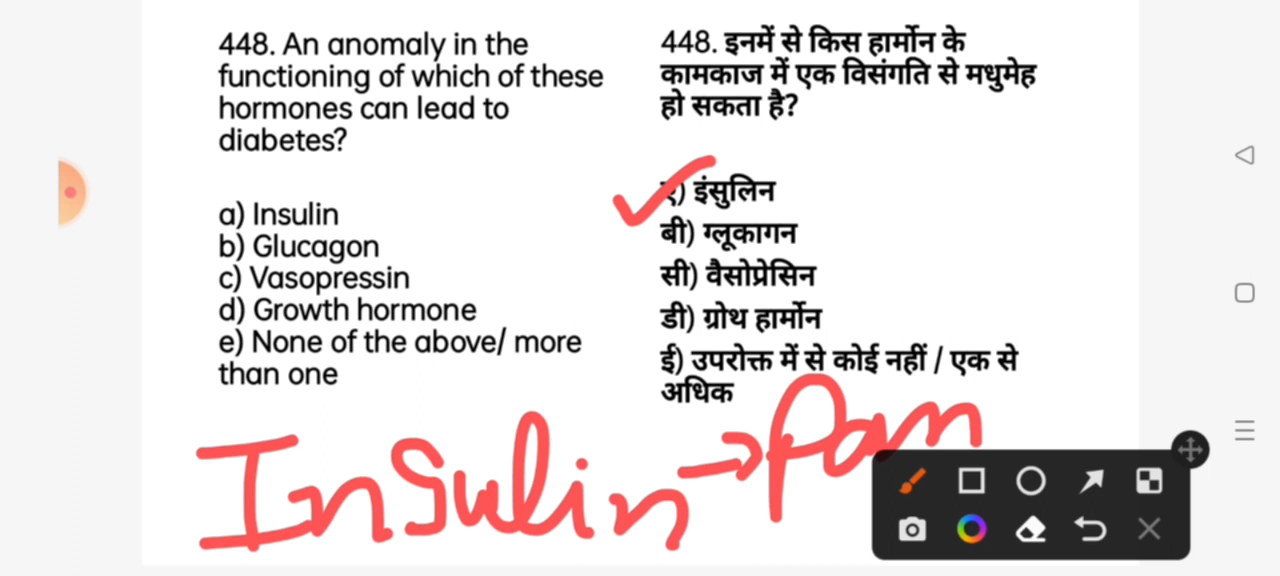 448. An anomaly in the
functioning of which of these
hormones can lead to
diabetes?
a) Insulin
b) Glucagon
c) Vasopressin
d) Growth hormone
e) None of the above/ more
than one
448. इनमें से किस हार्मोन के
कामकाज में एक विसंगति से मधुमेह
हो सकता है?
ए) इंसुलिन
बी) ग्लूकागन
सी) वैसोप्रेसिन
डी) ग्रोथ हार्मोन
ई) उपरोक्त में से कोई नहीं / एक से
अधिक
Insulin → Pan